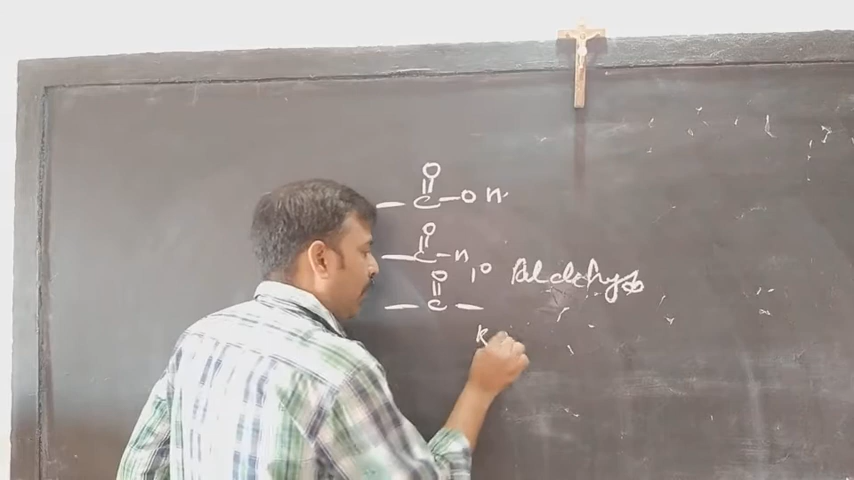 O
—C—OH
O
—C—H 1° Aldehyde
O
—C—
K